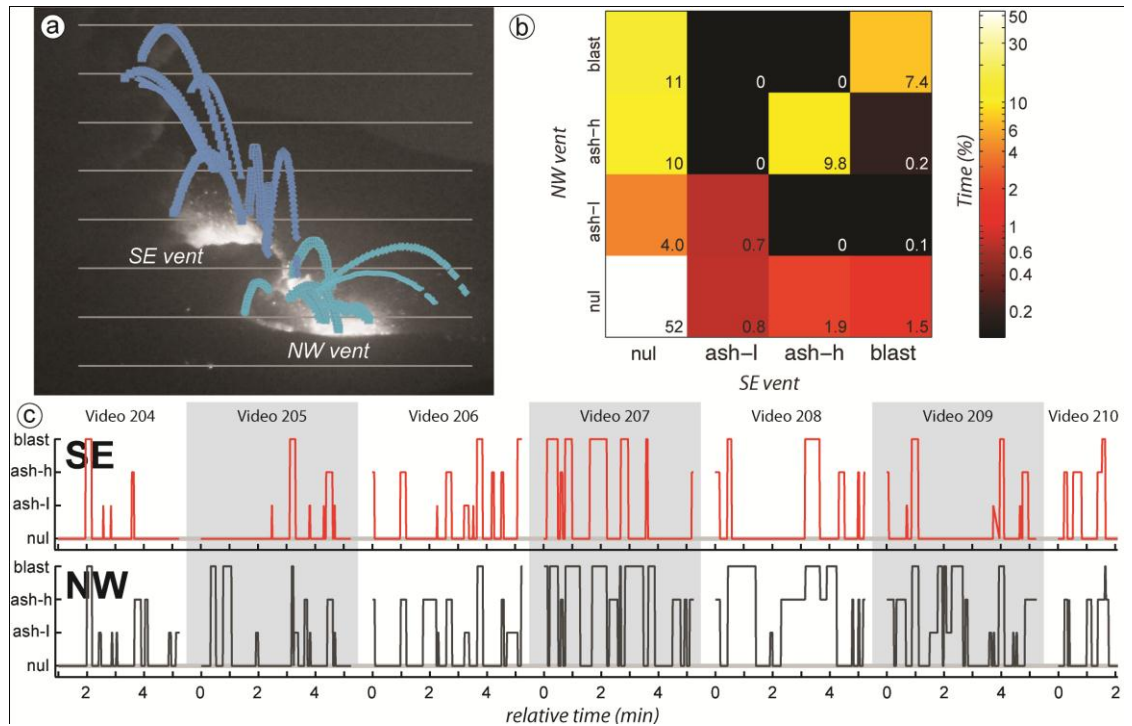 a
SE vent
NW vent
b
NW vent
blast
ash-h
ash-l
nul
11
0
0
7.4
10
0
9.8
0.2
4.0
0.7
0
0.1
52
0.8
1.9
1.5
nul
ash-l
ash-h
blast
SE vent
50
30
10
6
4
2
1
0.6
0.4
0.2
Time (%)
c
Video 204
Video 205
Video 206
Video 207
Video 208
Video 209
Video 210
SE
blast
ash-h
ash-l
nul
NW
blast
ash-h
ash-l
nul
2 4 0 2 4 0 2 4 0 2 4 0 2 4 0 2 4 0 2
relative time (min)